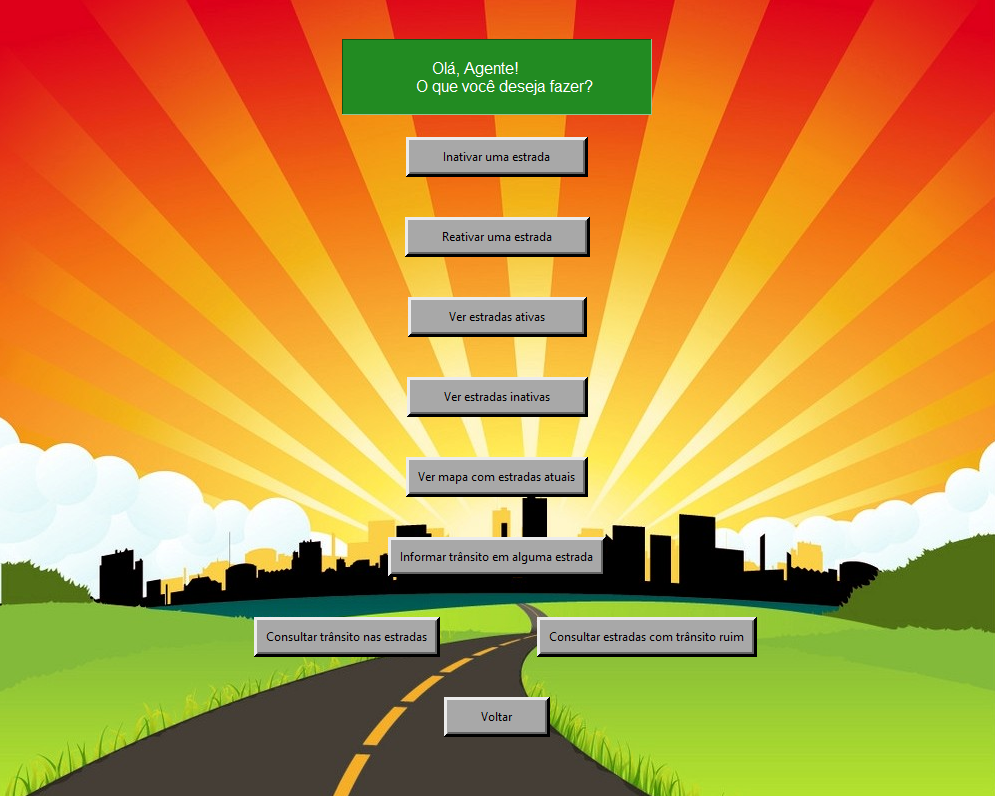 Olá, Agente!
O que você deseja fazer?
Inativar uma estrada
Reativar uma estrada
Ver estradas ativas
Ver estradas inativas
Ver mapa com estradas atuais
Informar trânsito em alguma estrada
Consultar trânsito nas estradas
Consultar estradas com trânsito ruim
Voltar